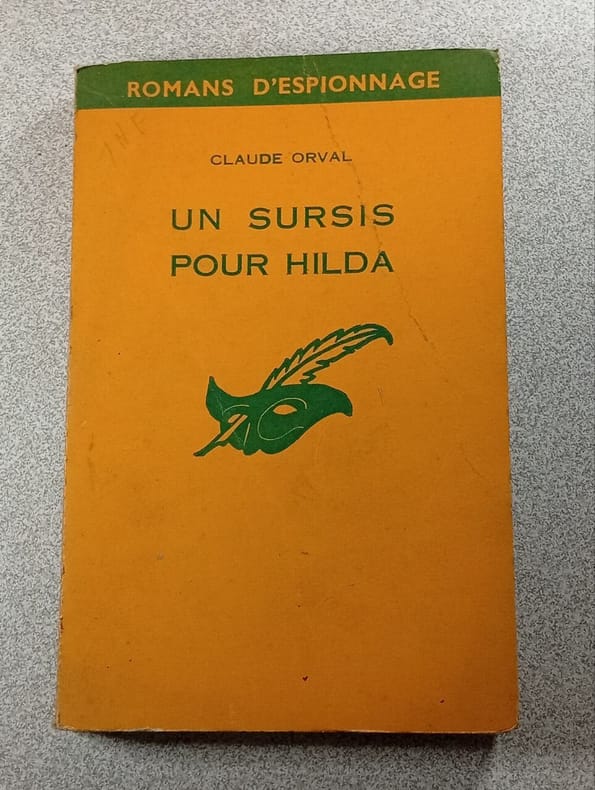 ROMANS D'ESPIONNAGE
CLAUDE ORVAL
UN SURSIS
POUR HILDA